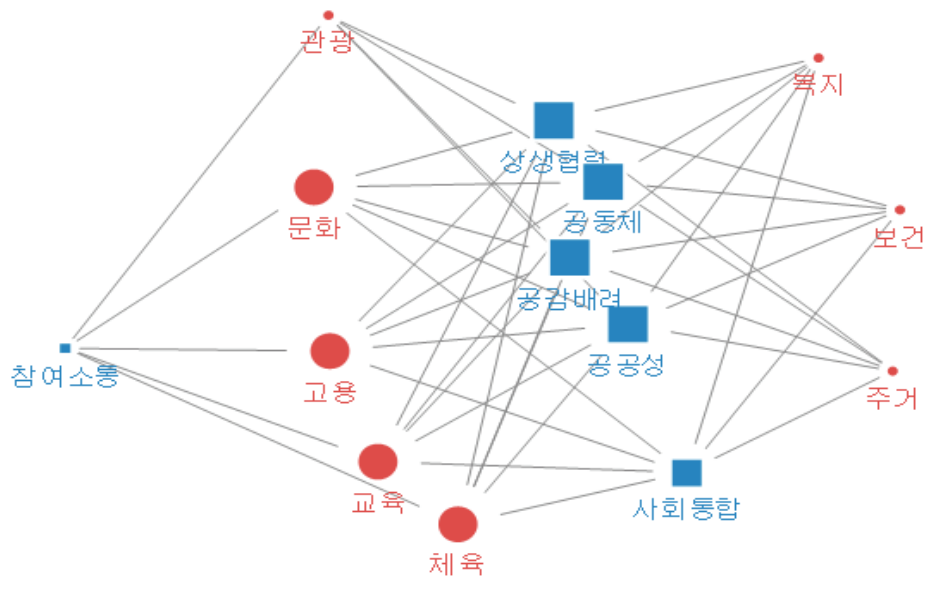 관광
복지
상생협력
공동체
문화
보건
공감배려
참여소통
공공성
고용
주거
교육
사회통합
체육